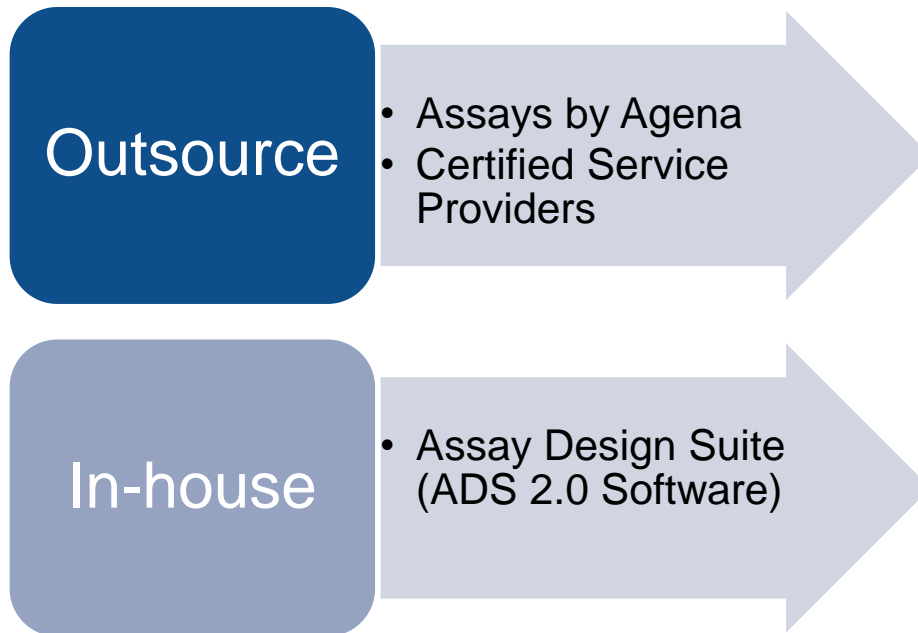 Outsource
• Assays by Agena
• Certified Service
Providers
In-house
• Assay Design Suite
(ADS 2.0 Software)